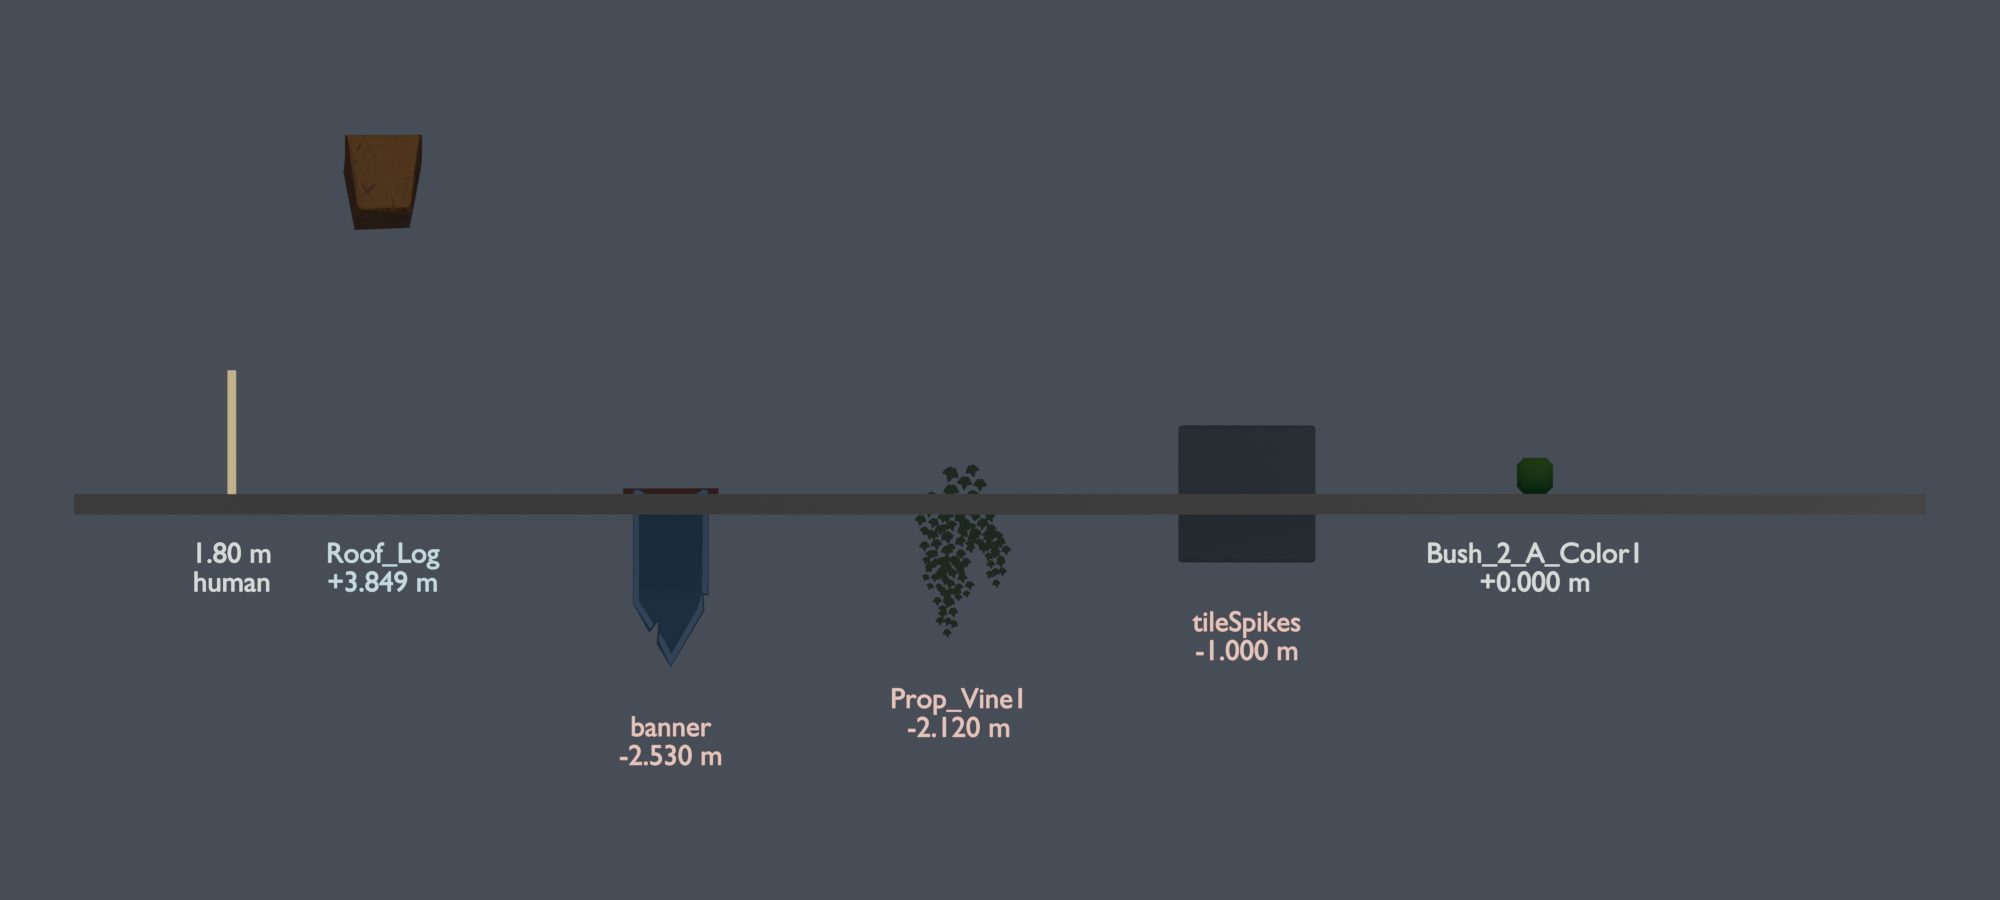 1.80 m
human
Roof_Log
+3.849 m
banner
-2.530 m
Prop_Vine1
-2.120 m
tileSpikes
-1.000 m
Bush_2_A_Color1
+0.000 m